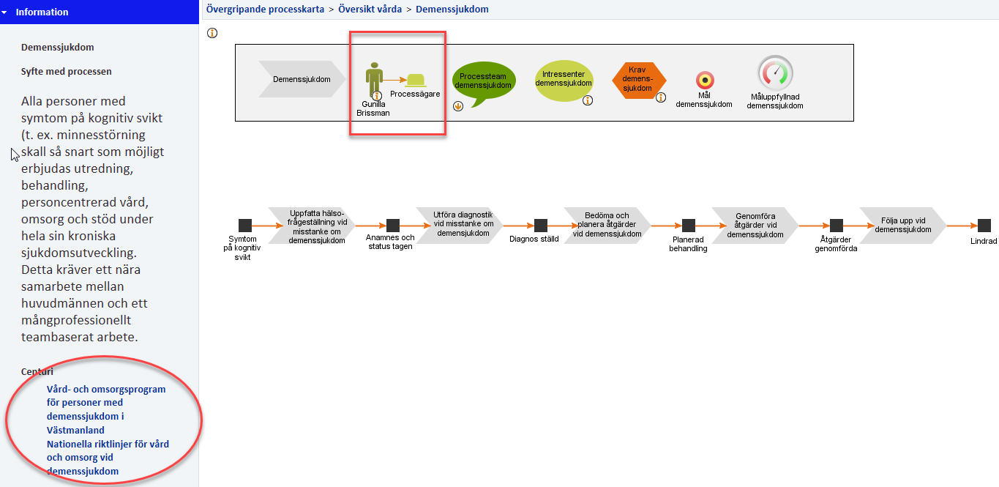 Information
Övergripande processkarta > Översikt vårda > Demenssjukdom
Demenssjukdom
Syfte med processen
Alla personer med
symtom på kognitiv svikt
(t. ex. minnesstörning
skall så snart som möjligt
erbjudas utredning,
behandling,
personcentrerad vård,
omsorg och stöd under
hela sin kroniska
sjukdomsutveckling.
Detta kräver ett nära
samarbete mellan
huvudmännen och ett
mångprofessionellt
teambaserat arbete.
Centuri
Vård- och omsorgsprogram
för personer med
demenssjukdom i
Västmanland
Nationella riktlinjer för vård
och omsorg vid
demenssjukdom
Demenssjukdom
Gunilla
Brissman
Processägare
Processteam
demenssjukdom
Intressenter
demenssjukdom
Krav
demens-
sjukdom
Mål
demenssjukdom
Måluppfyllnad
demenssjukdom
Symtom
på kognitiv
svikt
Uppfatta hälso-
frågeställning vid
misstanke om
demenssjukdom
Anamnes och
status tagen
Utföra diagnostik
vid misstanke om
demensjukdom
Diagnos ställd
Bedöma och
planera åtgärder
vid demenssjukdom
Planerad
behandling
Genomföra
åtgärder vid
demenssjukdom
Åtgärder
genomförda
Följa upp vid
demenssjukdom
Lindrad